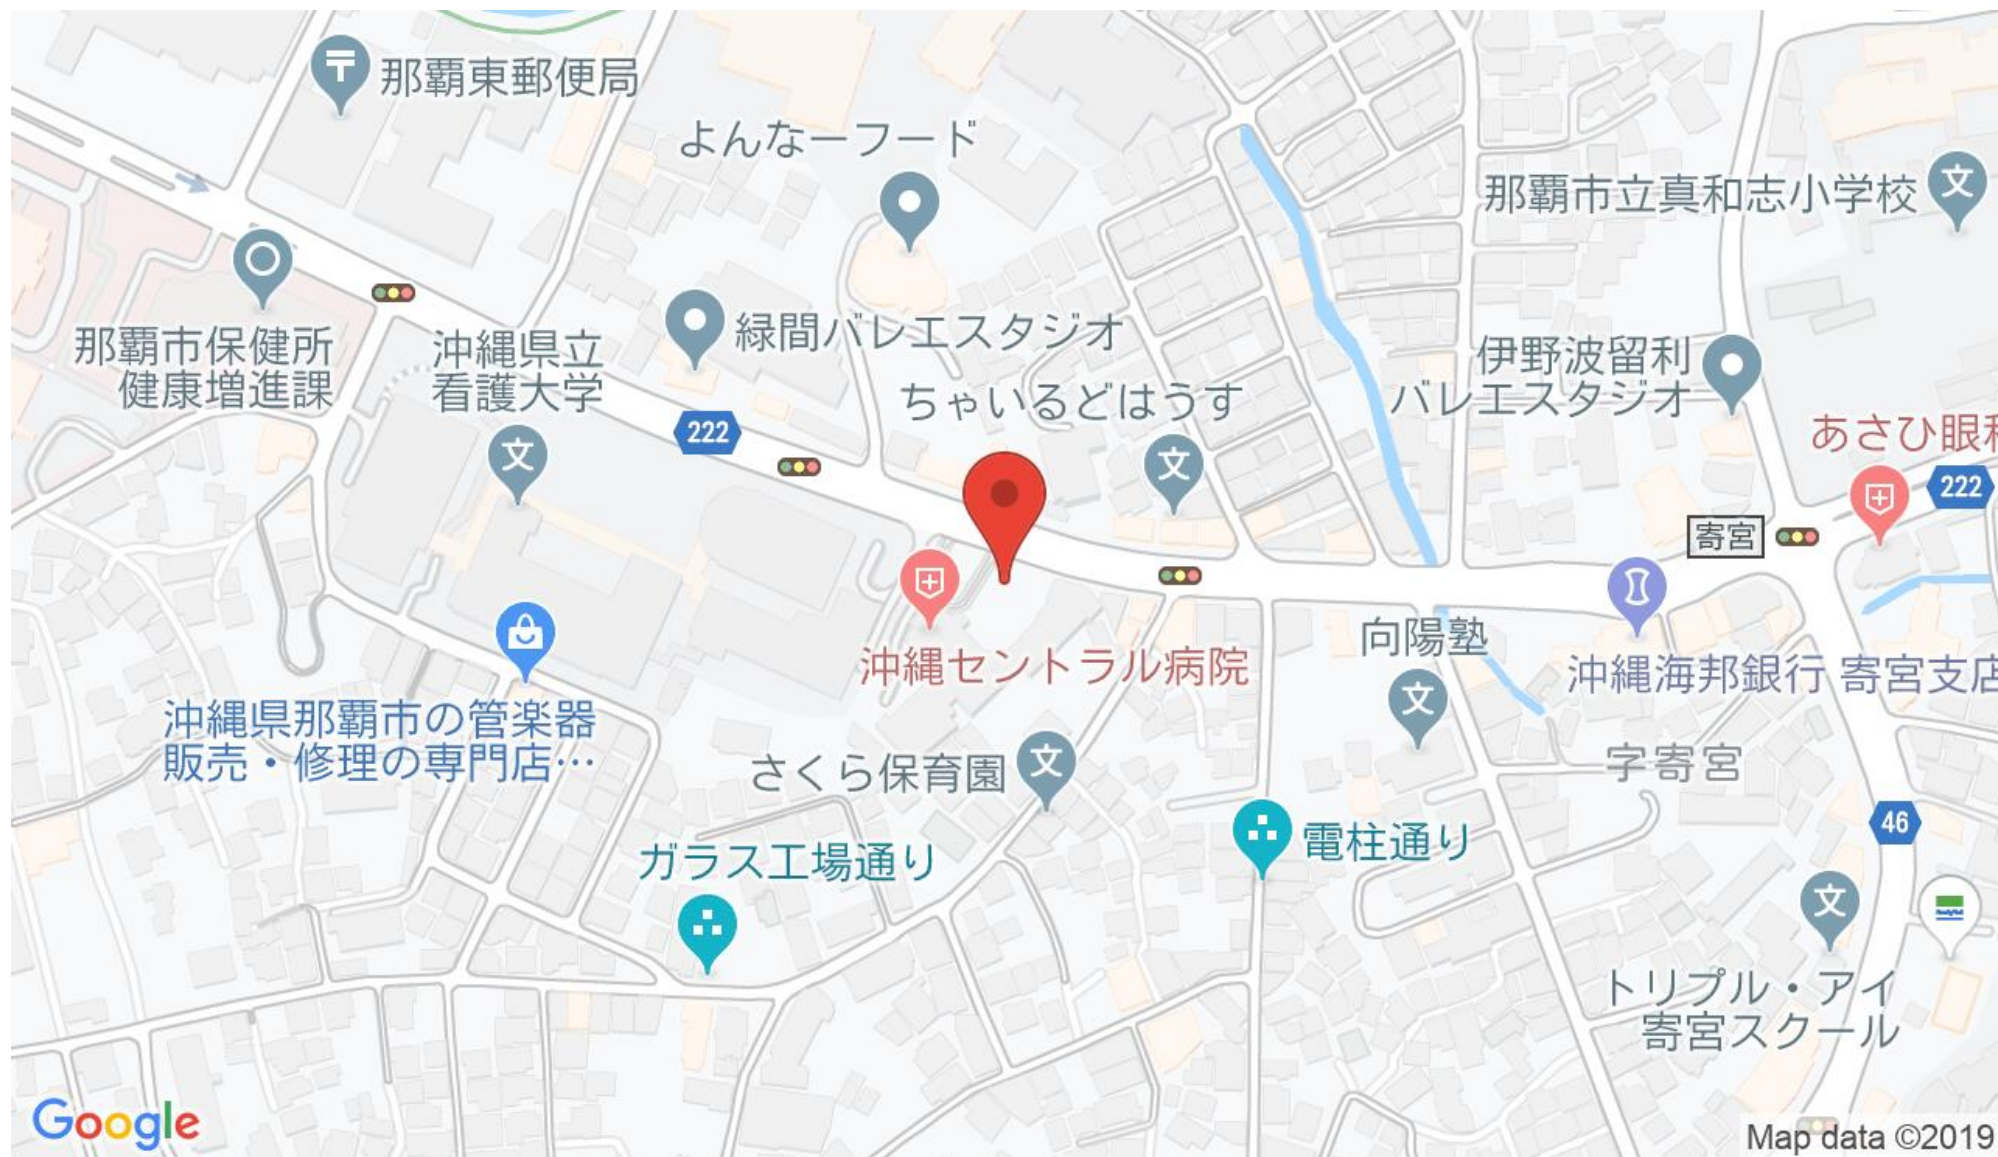 那覇東郵便局
よんなーフード
那覇市立真和志小学校
那覇市保健所
健康増進課
沖縄県立
看護大学
緑間バレエスタジオ
伊野波留利
バレエスタジオ
ちゃいるどはうす
222
あさひ眼科
222
寄宮
沖縄セントラル病院
向陽塾
沖縄海邦銀行 寄宮支店
沖縄県那覇市の管楽器
販売・修理の専門店…
さくら保育園
字寄宮
46
電柱通り
ガラス工場通り
トリプル・アイ
寄宮スクール
Google
Map data ©2019